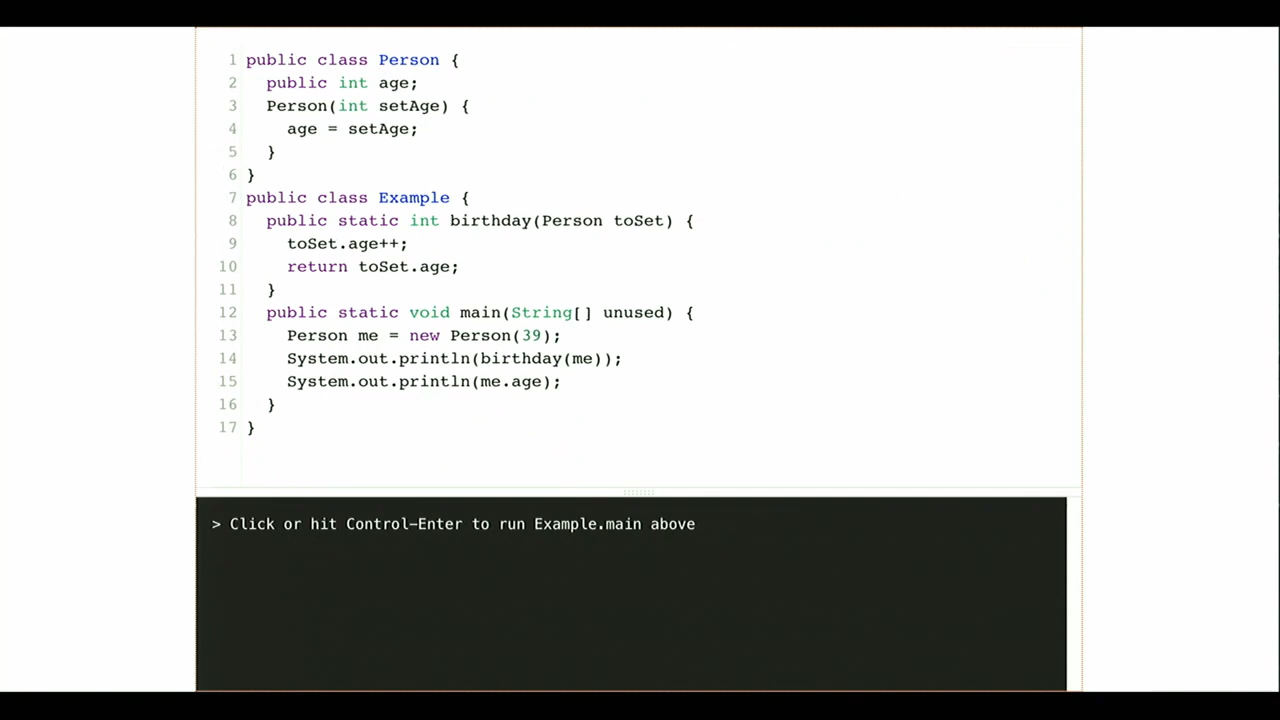 1 public class Person {
2   public int age;
3   Person(int setAge) {
4     age = setAge;
5   }
6 }
7 public class Example {
8   public static int birthday(Person toSet) {
9     toSet.age++;
10     return toSet.age;
11   }
12   public static void main(String[] unused) {
13     Person me = new Person(39);
14     System.out.println(birthday(me));
15     System.out.println(me.age);
16   }
17 }
> Click or hit Control-Enter to run Example.main above